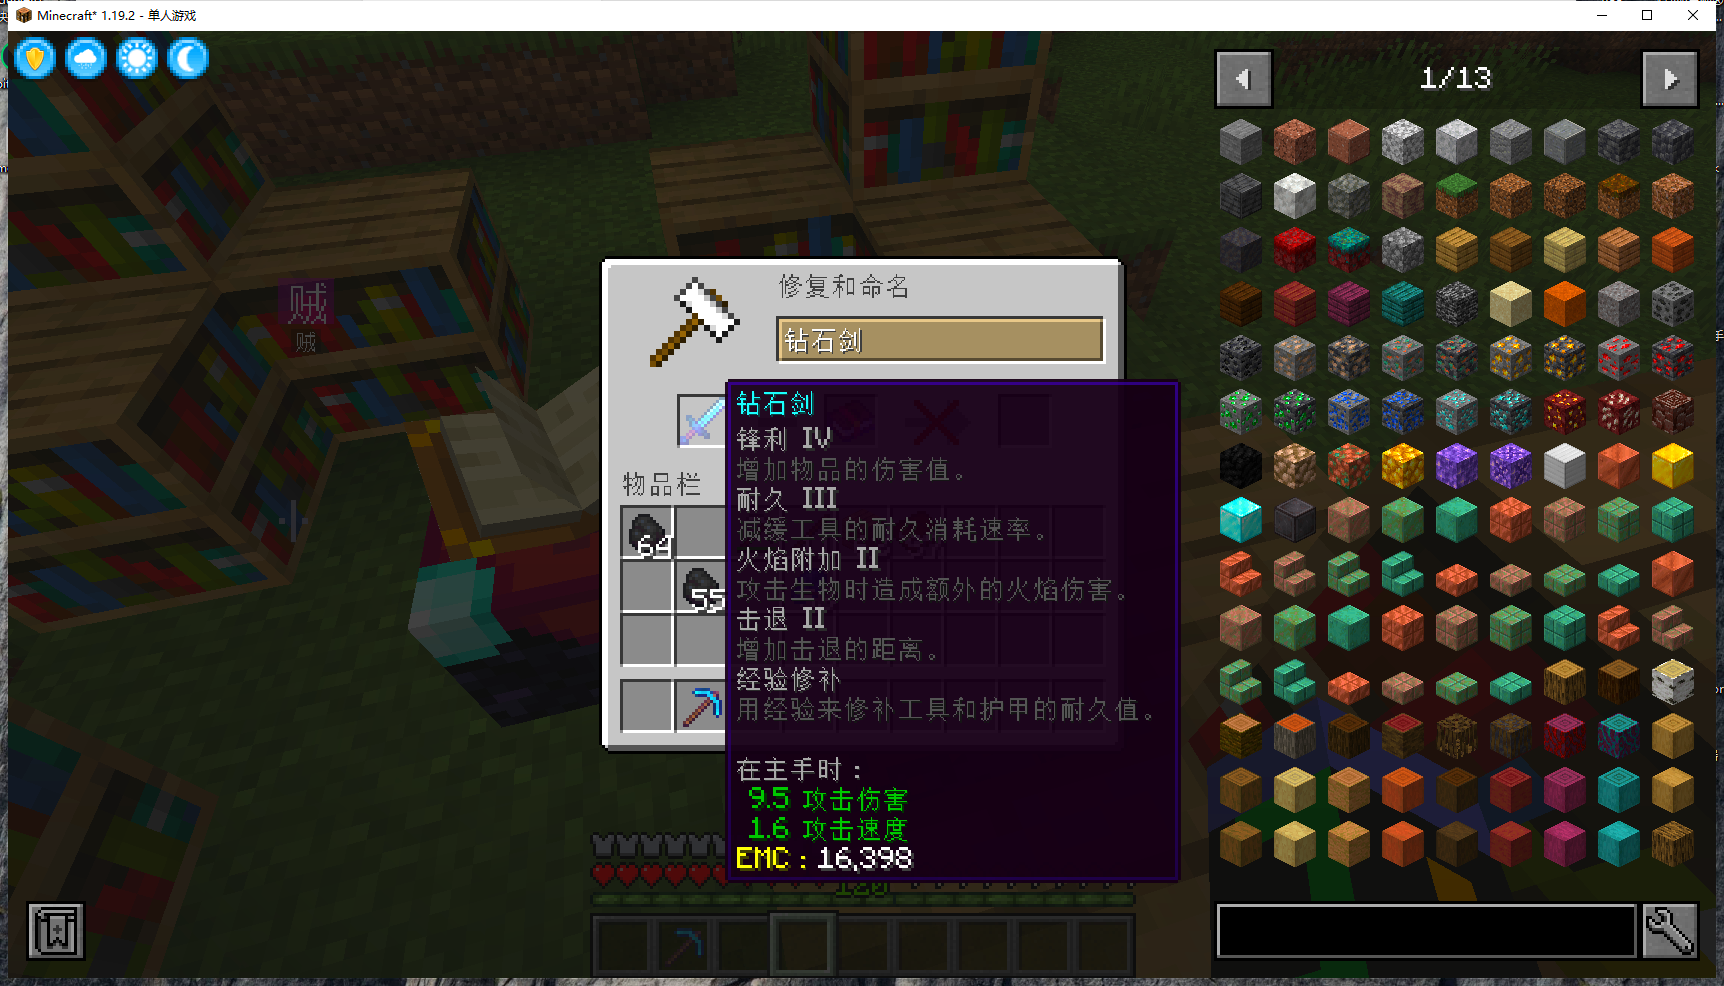 Minecraft* 1.19.2 - 单人游戏
1/13
修复和命名
钻石剑
贼
贼
钻石剑
锋利 IV
增加物品的伤害值。
耐久 III
减缓工具的耐久消耗速率。
火焰附加 II
攻击生物时造成额外的火焰伤害。
击退 II
增加击退的距离。
经验修补
用经验来修补工具和护甲的耐久值。
在主手时：
9.5 攻击伤害
1.6 攻击速度
EMC：16,398
物品栏
64
55
120